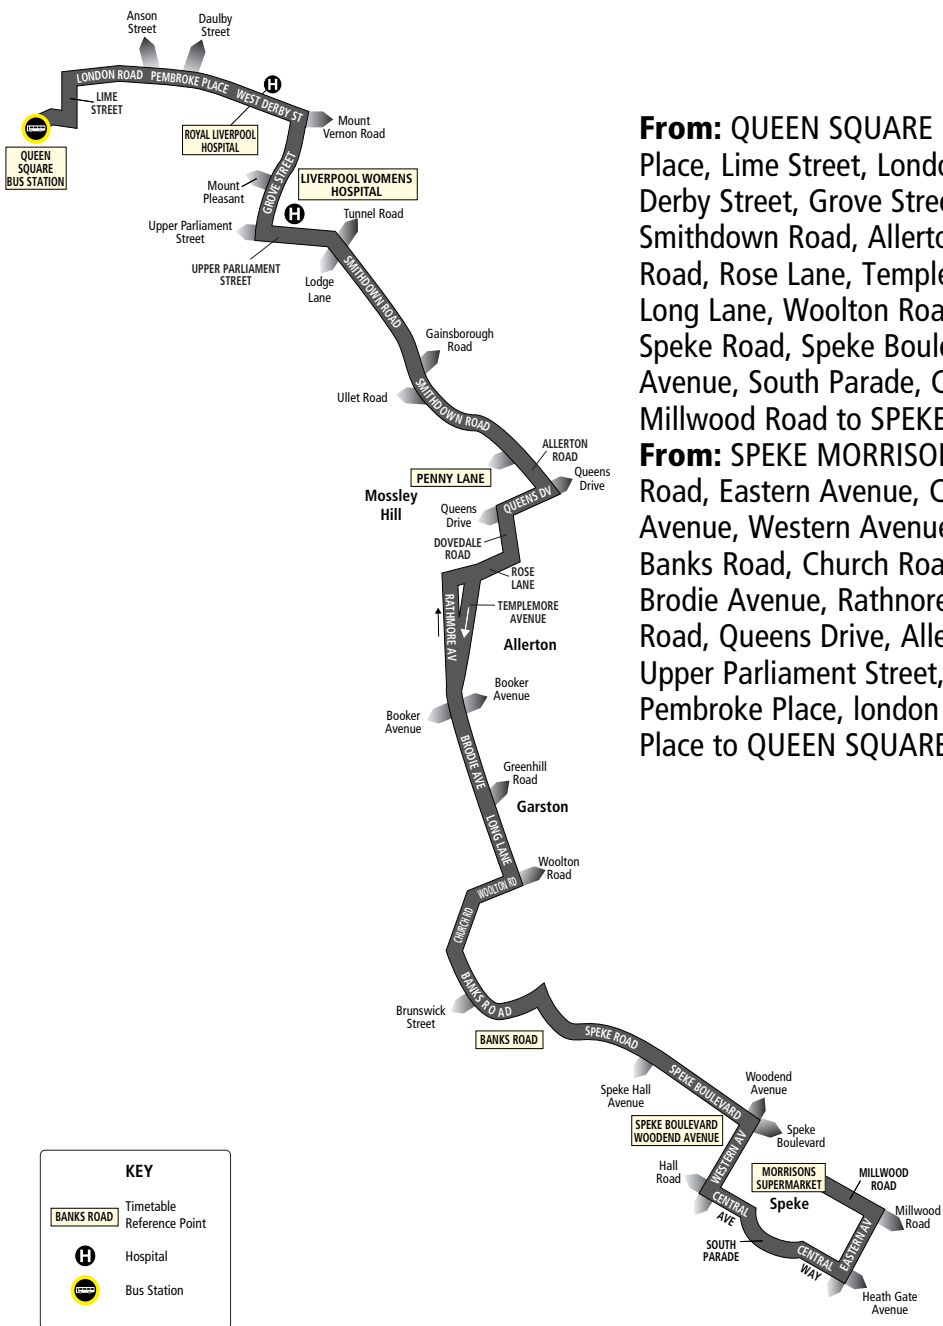 Anson
Street
Daulby
Street
LONDON ROAD
PEMBROKE PLACE
WEST DERBY ST
H
LIME
STREET
Mount
Vernon Road
ROYAL LIVERPOOL
HOSPITAL
QUEEN
SQUARE
BUS STATION
GROVE STREET
LIVERPOOL WOMENS
HOSPITAL
Mount
Pleasant
H
Tunnel Road
Upper Parliament
Street
UPPER PARLIAMENT
STREET
Lodge
Lane
SMITHDOWN ROAD
Gainsborough
Road
Ullet Road
SMITHDOWN ROAD
ALLERTON
ROAD
PENNY LANE
Queens
Drive
Mossley
Hill
QUEENS DV
Queens
Drive
DOVEDALE
ROAD
ROSE
LANE
RATHMORE AV
TEMPLEMORE
AVENUE
Allerton
Booker
Avenue
Booker
Avenue
BRODIE AVE
Greenhill
Road
Garston
LONG LANE
Woolton
Road
WOOLTON RD
CHURCH RD
BANKS ROAD
Brunswick
Street
BANKS ROAD
SPEKE ROAD
Speke Hall
Avenue
SPEKE BOULEVARD
Woodend
Avenue
SPEKE BOULEVARD
WOODEND AVENUE
Speke
Boulevard
WESTERN AV
Hall
Road
MORRISONS
SUPERMARKET
MILLWOOD
ROAD
Speke
CENTRAL
AVE
Millwood
Road
SOUTH
PARADE
CENTRAL
WAY
EASTERN AV
Heath Gate
Avenue
From: QUEEN SQUARE
Place, Lime Street, Londo
Derby Street, Grove Stree
Smithdown Road, Allerto
Road, Rose Lane, Temple
Long Lane, Woolton Roa
Speke Road, Speke Boule
Avenue, South Parade, C
Millwood Road to SPEKE
From: SPEKE MORRISON
Road, Eastern Avenue, C
Avenue, Western Avenue
Banks Road, Church Roa
Brodie Avenue, Rathnore
Road, Queens Drive, Alle
Upper Parliament Street,
Pembroke Place, london
Place to QUEEN SQUARE
KEY
BANKS ROAD
Timetable
Reference Point
H
Hospital
Bus Station